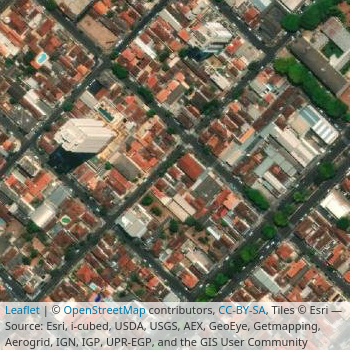 Leaflet | © OpenStreetMap contributors, CC-BY-SA, Tiles © Esri —
Source: Esri, i-cubed, USDA, USGS, AEX, GeoEye, Getmapping,
Aerogrid, IGN, IGP, UPR-EGP, and the GIS User Community